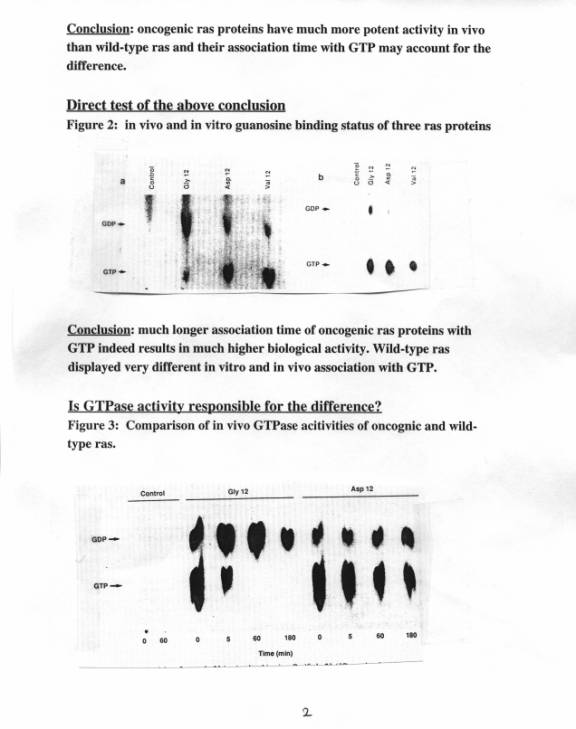 Conclusion: oncogenic ras proteins have much more potent activity in vivo
than wild-type ras and their association time with GTP may account for the
difference.
Direct test of the above conclusion
Figure 2: in vivo and in vitro guanosine binding status of three ras proteins
a Control Gly 12 Asp 12 Val 12
b Control Gly 12 Asp 12 Val 12
GDP
GTP
GDP
GTP
Conclusion: much longer association time of oncogenic ras proteins with
GTP indeed results in much higher biological activity. Wild-type ras
displayed very different in vitro and in vivo association with GTP.
Is GTPase activity responsible for the difference?
Figure 3: Comparison of in vivo GTPase acitivities of oncognic and wild-
type ras.
Control Gly 12 Asp 12
GDP
GTP
0 60 0 5 60 180 0 5 60 180
Time (min)
2